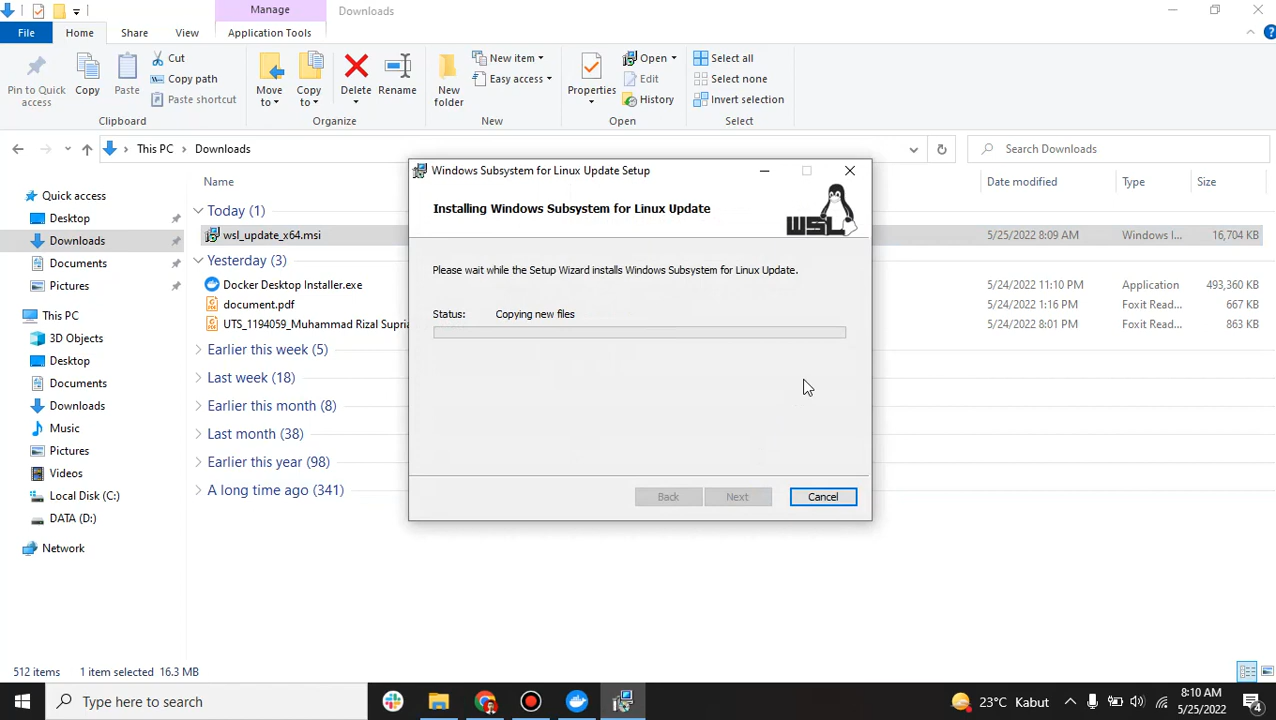 Manage
Downloads
File
Home
Share
View
Application Tools
Pin to Quick access
Copy
Paste
Cut
Copy path
Paste shortcut
Clipboard
Move to
Copy to
Delete
Rename
Organize
New folder
New item
Easy access
New
Properties
Open
Edit
History
Open
Select all
Select none
Invert selection
Select
This PC
Downloads
Search Downloads
Name
Date modified
Type
Size
Quick access
Desktop
Downloads
Documents
Pictures
This PC
3D Objects
Desktop
Documents
Downloads
Music
Pictures
Videos
Local Disk (C:)
DATA (D:)
Network
Today (1)
wsl_update_x64.msi
5/25/2022 8:09 AM
Windows I...
16,704 KB
Yesterday (3)
Docker Desktop Installer.exe
5/24/2022 11:10 PM
Application
493,360 KB
document.pdf
5/24/2022 1:16 PM
Foxit Read...
667 KB
UTS_1194059_Muhammad Rizal Supria
5/24/2022 8:01 PM
Foxit Read...
863 KB
Earlier this week (5)
Last week (18)
Earlier this month (8)
Last month (38)
Earlier this year (98)
A long time ago (341)
Windows Subsystem for Linux Update Setup
Installing Windows Subsystem for Linux Update
WSL
Please wait while the Setup Wizard installs Windows Subsystem for Linux Update.
Status: Copying new files
Back
Next
Cancel
512 items
1 item selected 16.3 MB
Type here to search
23°C Kabut
8:10 AM
5/25/2022
4